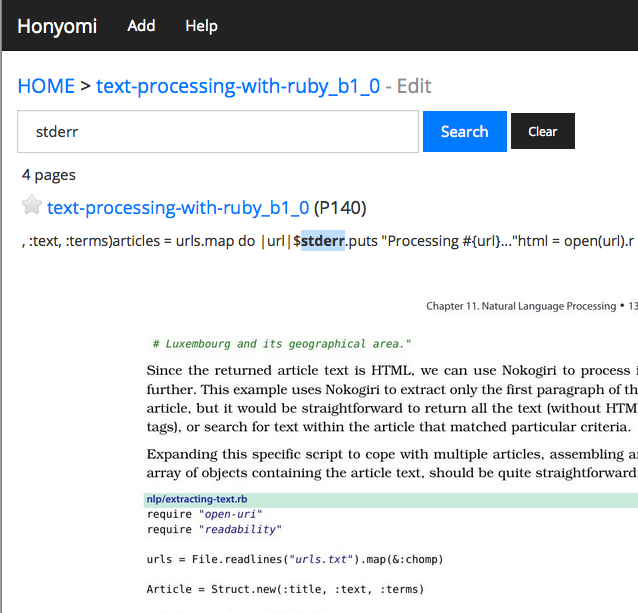 Honyomi Add Help
HOME > text-processing-with-ruby_b1_0 - Edit
stderr Search Clear
4 pages
text-processing-with-ruby_b1_0 (P140)
, :text, :terms)articles = urls.map do |url|$stderr.puts "Processing #{url}..."html = open(url).r
Chapter 11. Natural Language Processing • 13
# Luxembourg and its geographical area."
Since the returned article text is HTML, we can use Nokogiri to process i
further. This example uses Nokogiri to extract only the first paragraph of th
article, but it would be straightforward to return all the text (without HTM
tags), or search for text within the article that matched particular criteria.
Expanding this specific script to cope with multiple articles, assembling a
array of objects containing the article text, should be quite straightforward
nlp/extracting-text.rb
require "open-uri"
require "readability"
urls = File.readlines("urls.txt").map(&:chomp)
Article = Struct.new(:title, :text, :terms)